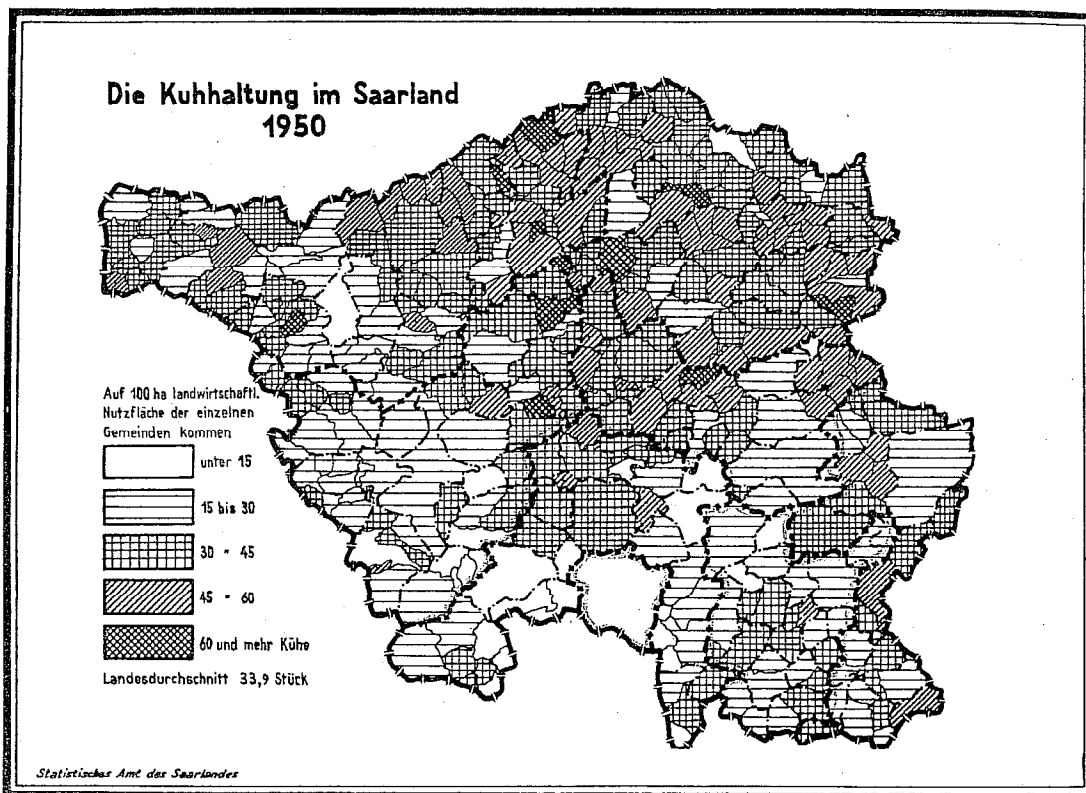 Die Kuhhaltung im Saarland
1950
Auf 100 ha landwirtschaftl.
Nutzfläche der einzelnen
Gemeinden kommen
unter 15
15 bis 30
30 - 45
45 - 60
60 und mehr Kühe
Landesdurchschnitt 33,9 Stück
Statistisches Amt des Saarlandes